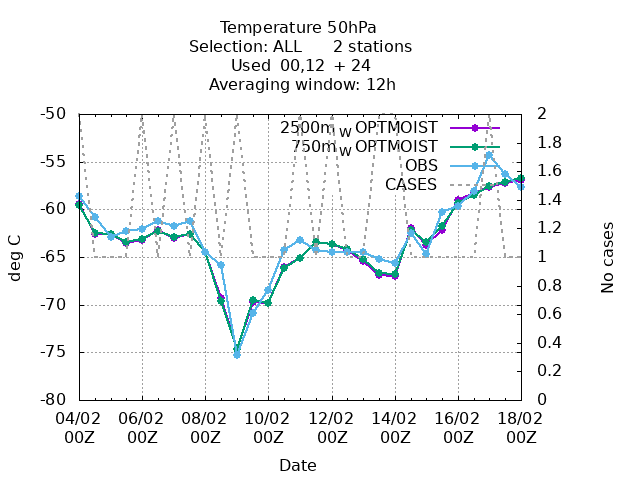 Temperature 50hPa
Selection: ALL 2 stations
Used 00,12 + 24
Averaging window: 12h
-50 2
2500m_W OPTMOIST
1.8
750m_W OPTMOIST
-55 OBS 1.6
CASES
1.4
-60
1.2
deg C -65 1 No cases
0.8
-70
0.6
-75 0.4
0.2
-80 0
04/02 06/02 08/02 10/02 12/02 14/02 16/02 18/02
00Z 00Z 00Z 00Z 00Z 00Z 00Z 00Z
Date